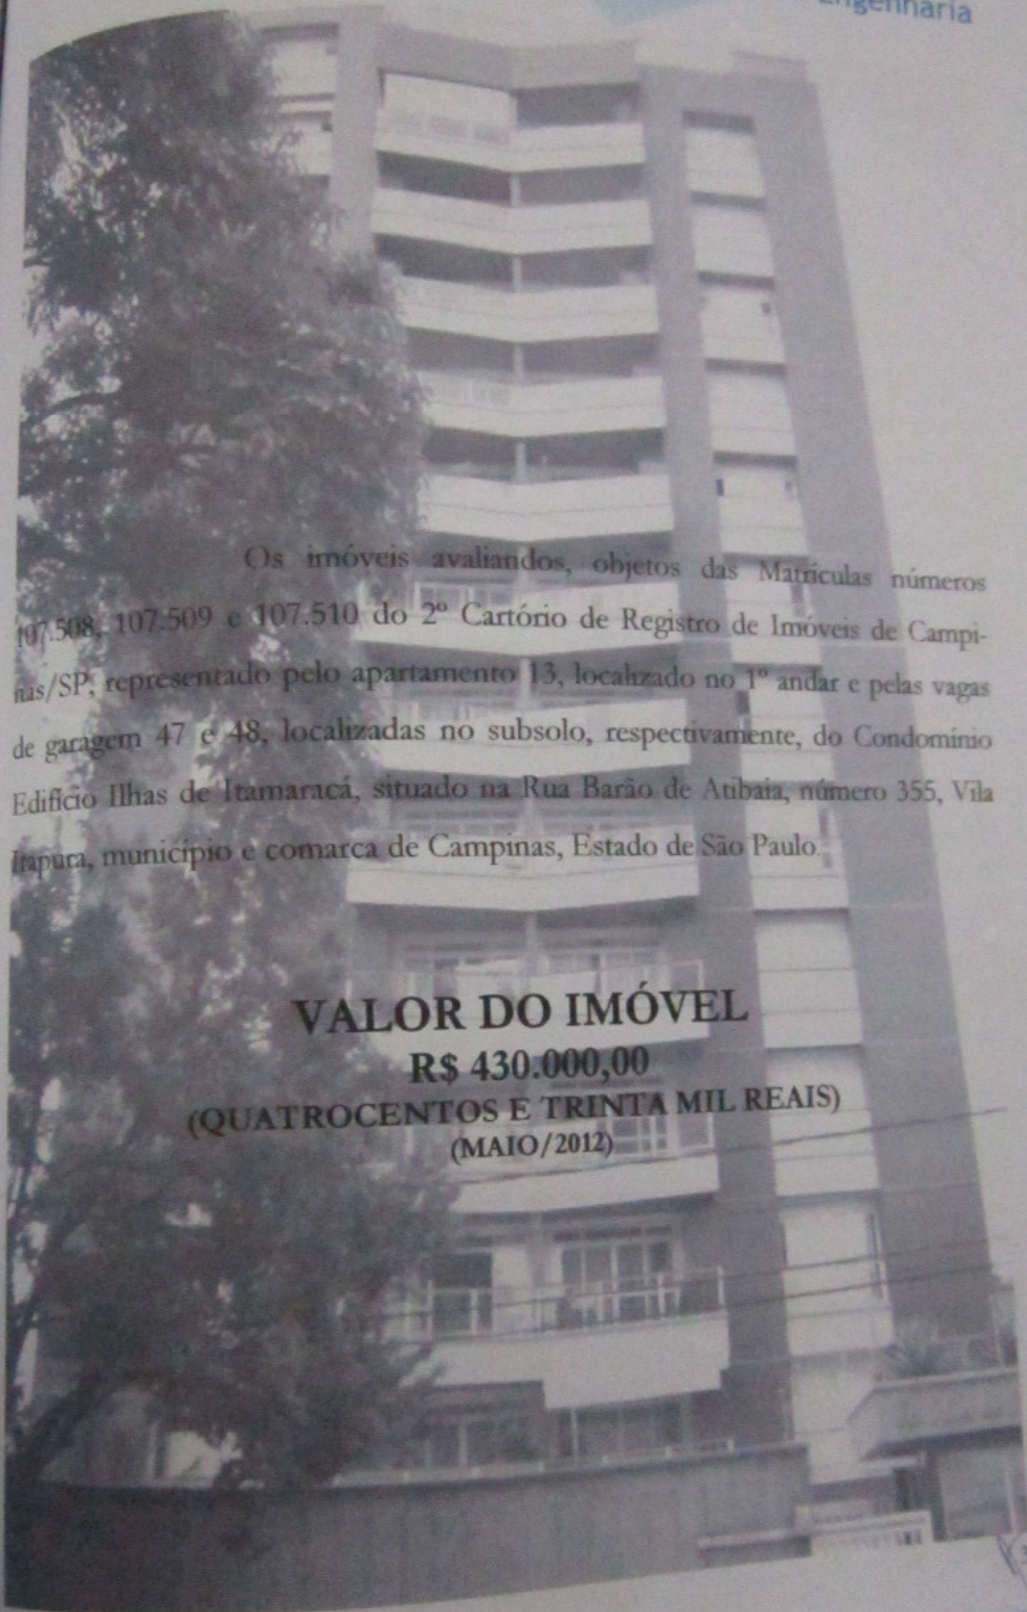 Engenharia
Os imóveis avaliandos, objetos das Matrículas números
107.508, 107.509 e 107.510 do 2º Cartório de Registro de Imóveis de Campi-
nas/SP, representado pelo apartamento 13, localizado no 1º andar e pelas vagas
de garagem 47 e 48, localizadas no subsolo, respectivamente, do Condomínio
Edifício Ilhas de Itamaracá, situado na Rua Barão de Atibaia, número 355, Vila
Itapura, município e comarca de Campinas, Estado de São Paulo.
VALOR DO IMÓVEL
R$ 430.000,00
(QUATROCENTOS E TRINTA MIL REAIS)
(MAIO/2012)